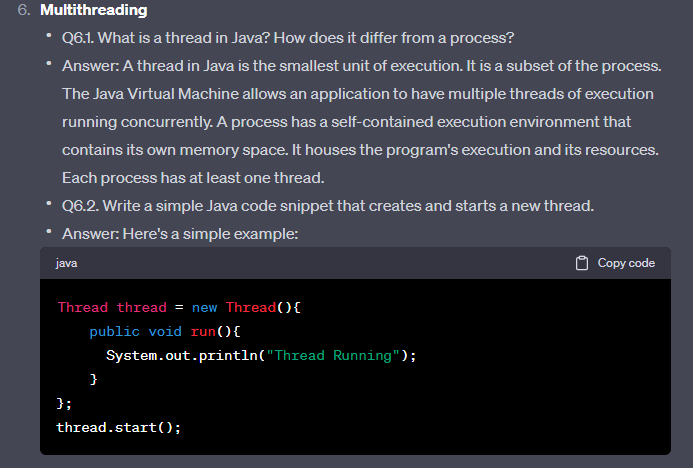 6. Multithreading
• Q6.1. What is a thread in Java? How does it differ from a process?
• Answer: A thread in Java is the smallest unit of execution. It is a subset of the process.
The Java Virtual Machine allows an application to have multiple threads of execution
running concurrently. A process has a self-contained execution environment that
contains its own memory space. It houses the program's execution and its resources.
Each process has at least one thread.
• Q6.2. Write a simple Java code snippet that creates and starts a new thread.
• Answer: Here's a simple example:
java Copy code
Thread thread = new Thread(){
    public void run(){
      System.out.println("Thread Running");
    }
};
thread.start();